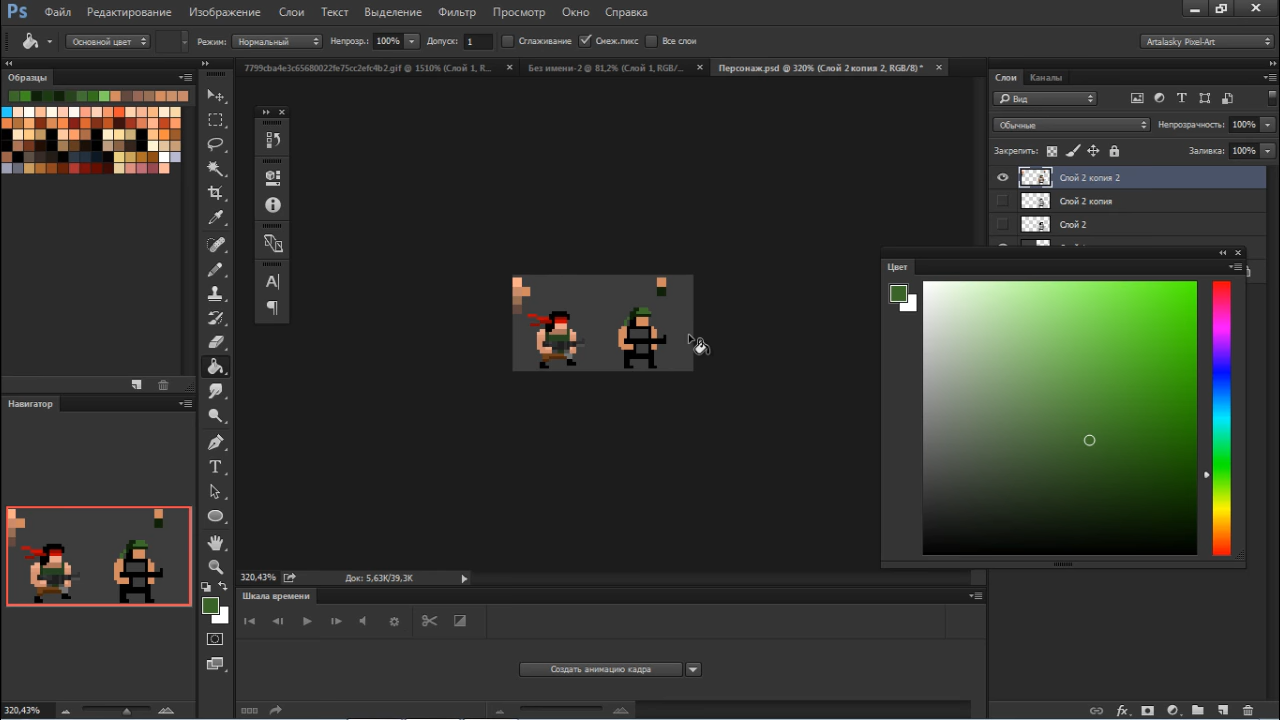 Ps Файл Редактирование Изображение Слои Текст Выделение Фильтр Просмотр Окно Справка
Основной цвет Режим: Нормальный Непрозр.: 100% Допуск: 1 Сглаживание Смеж.пикс Все слои Artalasky Pixel-Art
7799cba4e3c65680022fe75cc2efc4b2.gif @ 1510% (Слой 1, R... Без имени-2 @ 81,2% (Слой 1, RGB/... Персонаж.psd @ 320% (Слой 2 копия 2, RGB/8) *
Образцы
Слои Каналы
Вид
Обычные Непрозрачность: 100%
Закрепить: Заливка: 100%
Слой 2 копия 2
Слой 2 копия
Слой 2
Цвет
Навигатор
320,43% Док: 5,63K/39,3K
Шкала времени
Создать анимацию кадра
320,43%